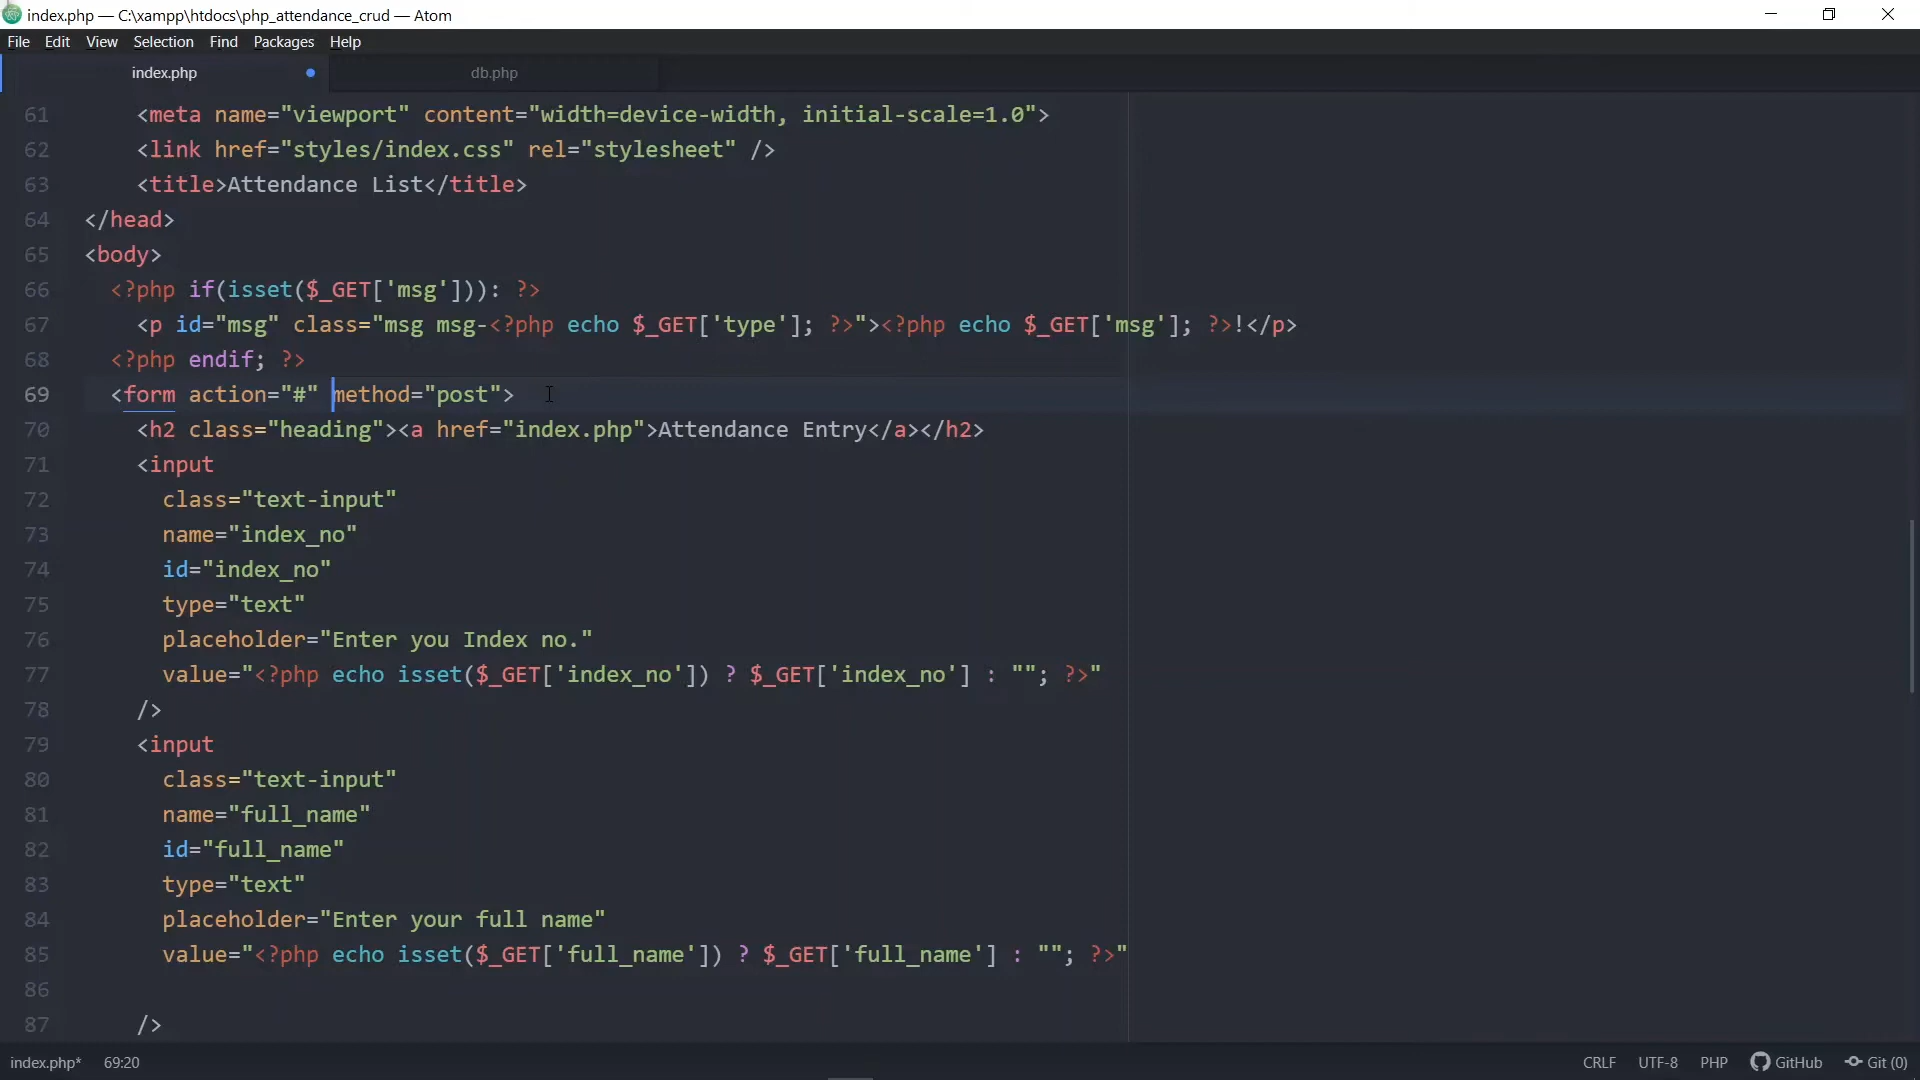 index.php — C:\xampp\htdocs\php_attendance_crud — Atom
File Edit View Selection Find Packages Help
index.php db.php
61 <meta name="viewport" content="width=device-width, initial-scale=1.0">
62 <link href="styles/index.css" rel="stylesheet" />
63 <title>Attendance List</title>
64 </head>
65 <body>
66 <?php if(isset($_GET['msg'])): ?>
67 <p id="msg" class="msg msg-<?php echo $_GET['type']; ?>"><?php echo $_GET['msg']; ?>!</p>
68 <?php endif; ?>
69 <form action="#" method="post">
70 <h2 class="heading"><a href="index.php">Attendance Entry</a></h2>
71 <input
72 class="text-input"
73 name="index_no"
74 id="index_no"
75 type="text"
76 placeholder="Enter you Index no."
77 value="<?php echo isset($_GET['index_no']) ? $_GET['index_no'] : ""; ?>"
78 />
79 <input
80 class="text-input"
81 name="full_name"
82 id="full_name"
83 type="text"
84 placeholder="Enter your full name"
85 value="<?php echo isset($_GET['full_name']) ? $_GET['full_name'] : ""; ?>"
86
87 />
index.php* 69:20 CRLF UTF-8 PHP GitHub Git (0)